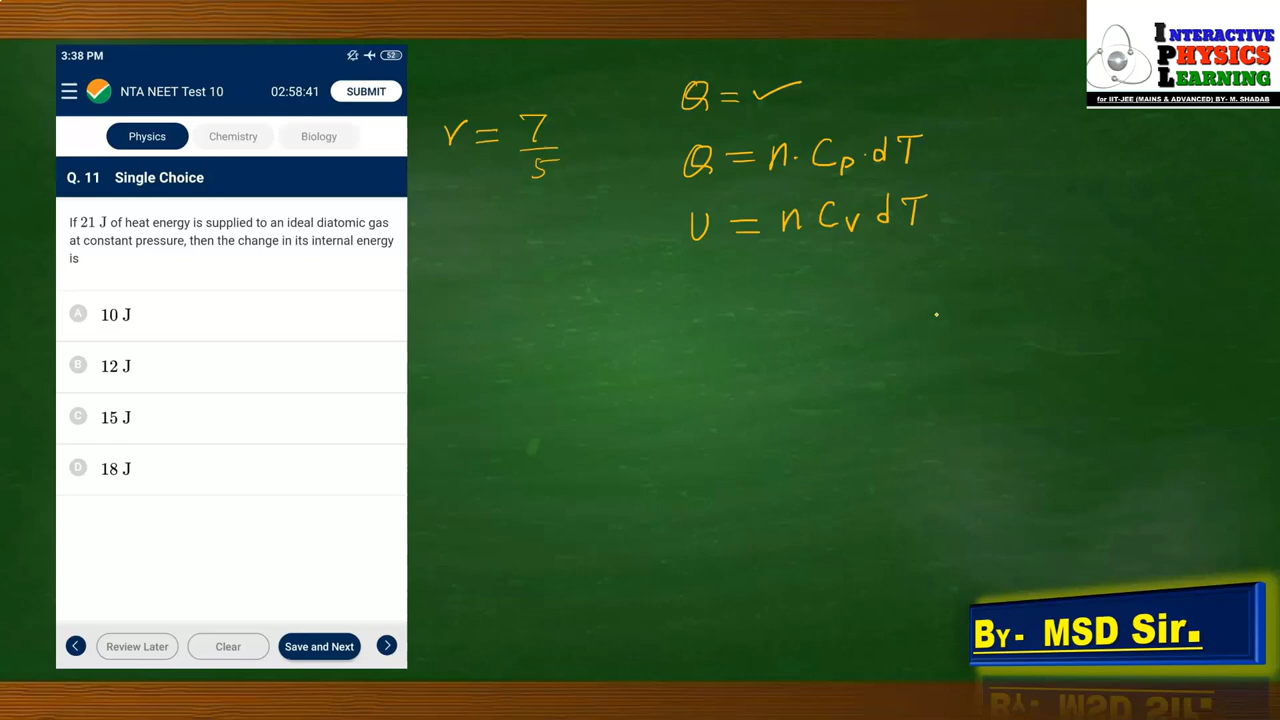 3:38 PM
52
NTA NEET Test 10
02:58:41
SUBMIT
Physics
Chemistry
Biology
Q. 11 Single Choice
If 21 J of heat energy is supplied to an ideal diatomic gas
at constant pressure, then the change in its internal energy
is
A 10 J
B 12 J
C 15 J
D 18 J
Review Later
Clear
Save and Next
r = 7/5
Q = ✓
Q = n. Cp . dT
U = n Cv dT
INTERACTIVE
PHYSICS
LEARNING
for IIT-JEE (MAINS & ADVANCED) BY- M. SHADAB
BY- MSD Sir.